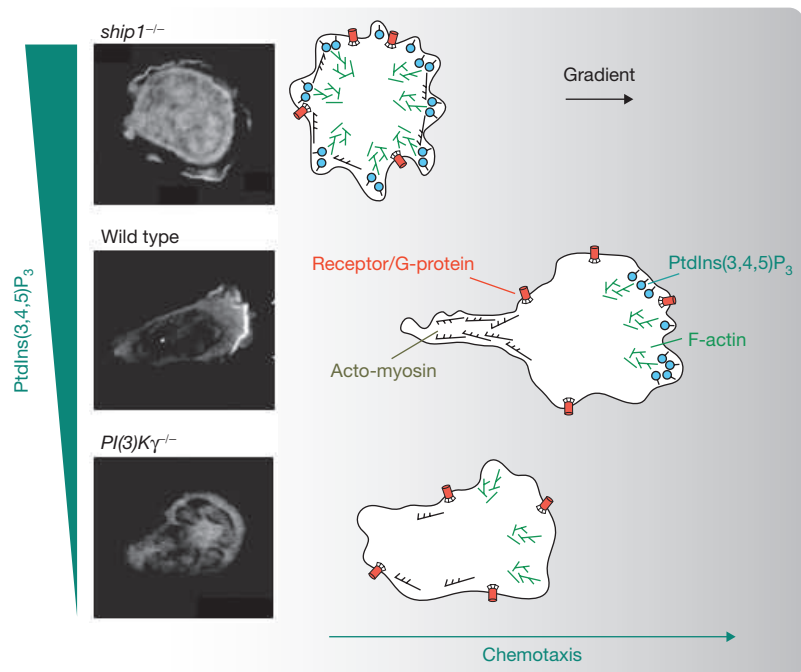 ship1⁻/⁻
Gradient
PtdIns(3,4,5)P₃
Wild type
Receptor/G-protein
PtdIns(3,4,5)P₃
F-actin
Acto-myosin
PI(3)Kγ⁻/⁻
Chemotaxis